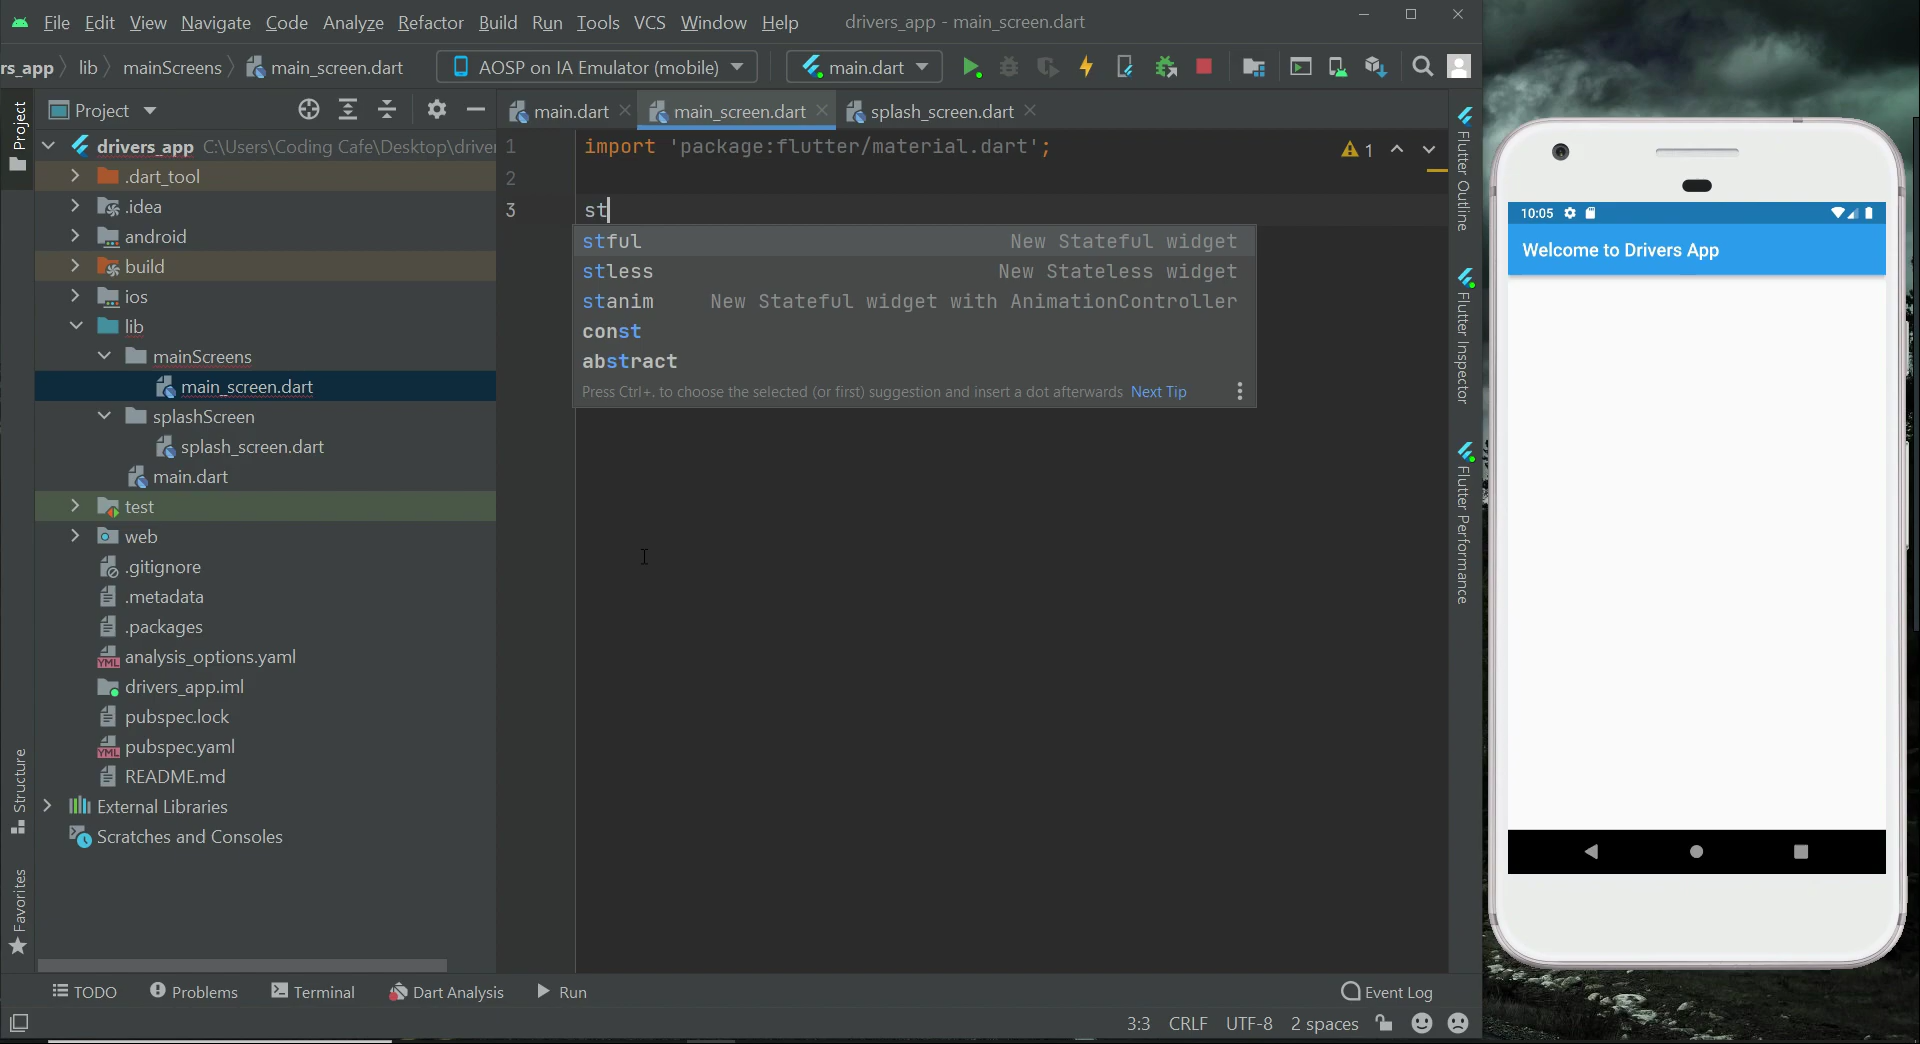 File Edit View Navigate Code Analyze Refactor Build Run Tools VCS Window Help drivers_app - main_screen.dart
rs_app lib mainScreens main_screen.dart AOSP on IA Emulator (mobile) main.dart
Project
Project
main.dart main_screen.dart splash_screen.dart
drivers_app C:\Users\Coding Cafe\Desktop\driver
.dart_tool
.idea
android
build
ios
lib
mainScreens
main_screen.dart
splashScreen
splash_screen.dart
main.dart
test
web
.gitignore
.metadata
.packages
analysis_options.yaml
drivers_app.iml
pubspec.lock
pubspec.yaml
README.md
External Libraries
Scratches and Consoles
Structure
Favorites
1 import 'package:flutter/material.dart'; 1
2
3 st
stful New Stateful widget
stless New Stateless widget
stanim New Stateful widget with AnimationController
const
abstract
Press Ctrl+. to choose the selected (or first) suggestion and insert a dot afterwards Next Tip
Flutter Outline
Flutter Inspector
Flutter Performance
10:05
Welcome to Drivers App
TODO Problems Terminal Dart Analysis Run Event Log
3:3 CRLF UTF-8 2 spaces